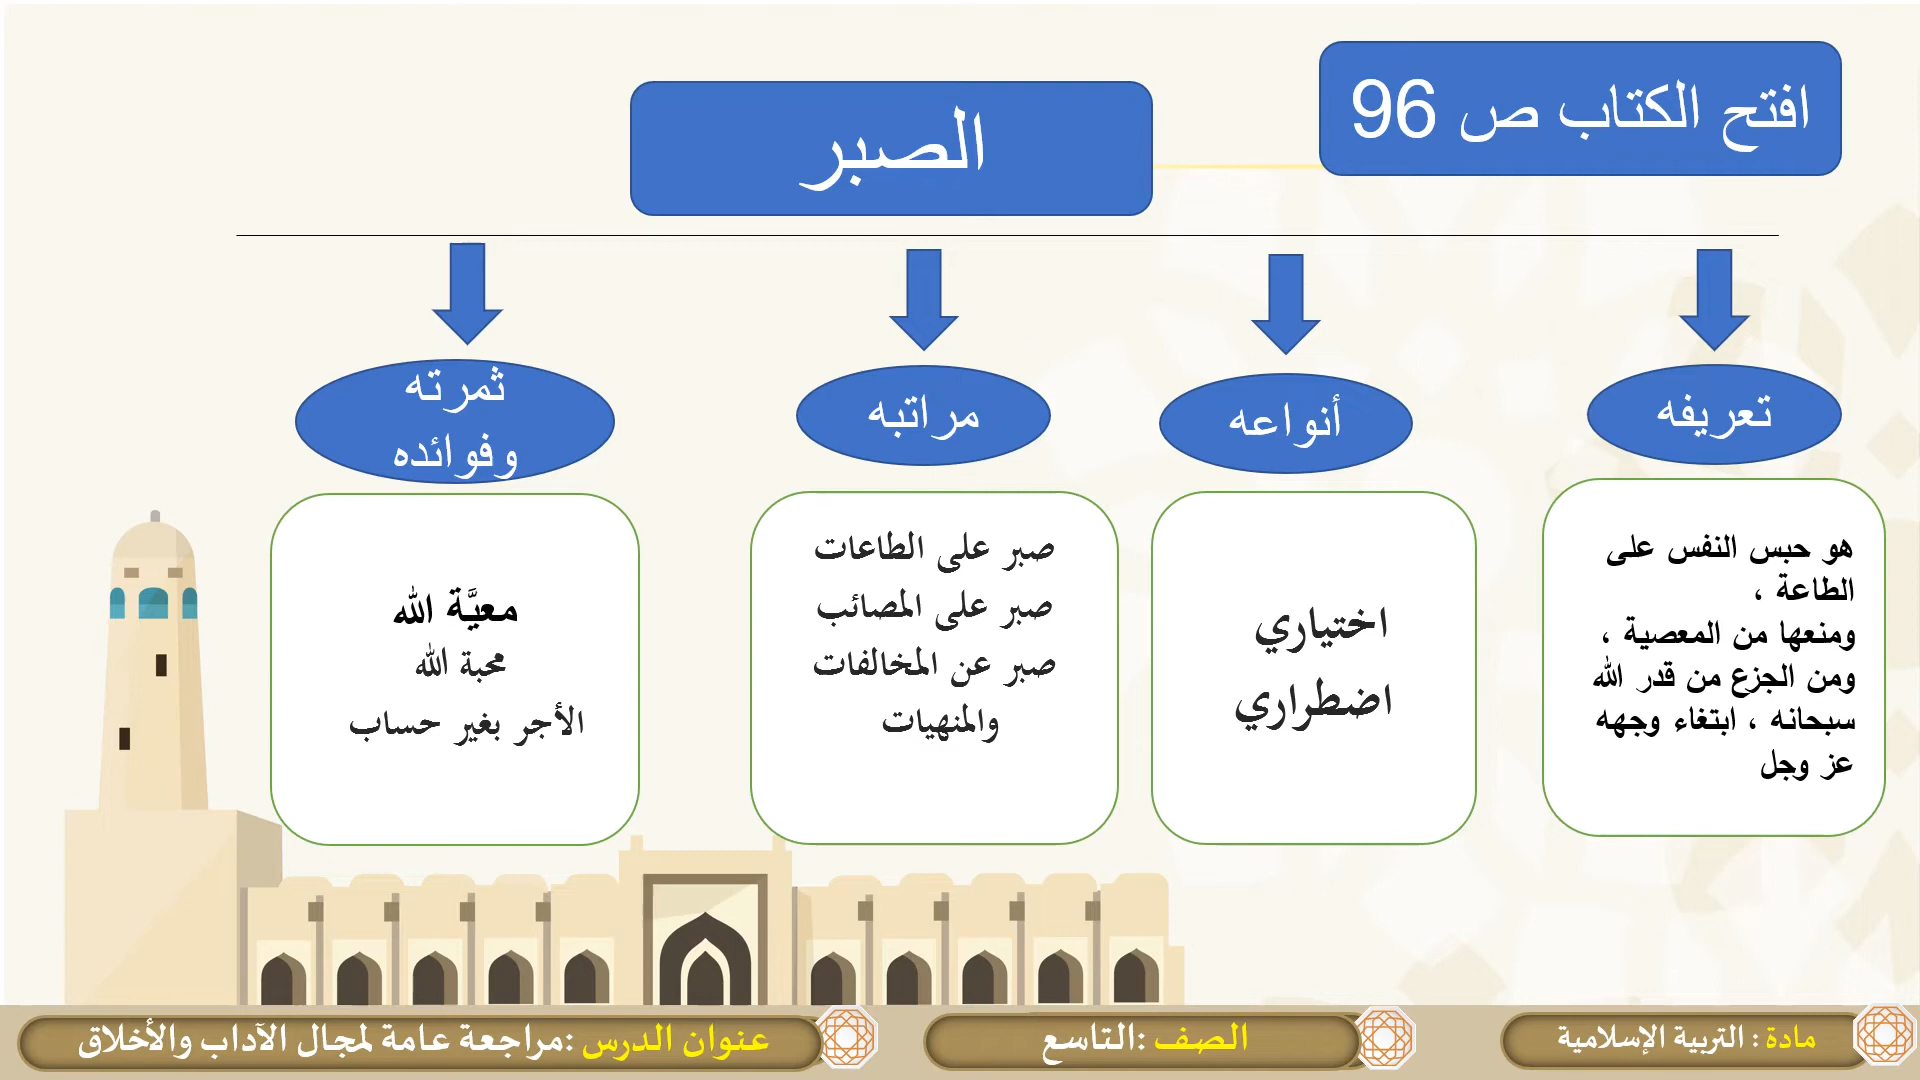 افتح الكتاب ص 96
الصبر
تعريفه
هو حبس النفس على
الطاعة ،
ومنعها من المعصية ،
ومن الجزع من قدر الله
سبحانه ، ابتغاء وجهه
عز وجل
أنواعه
اختياري
اضطراري
مراتبه
صبر على الطاعات
صبر على المصائب
صبر عن المخالفات
والمنهيات
ثمرته
وفوائده
معيَّة الله
محبة الله
الأجر بغير حساب
مادة : التربية الإسلامية
الصف :التاسع
عنوان الدرس :مراجعة عامة لمجال الآداب والأخلاق